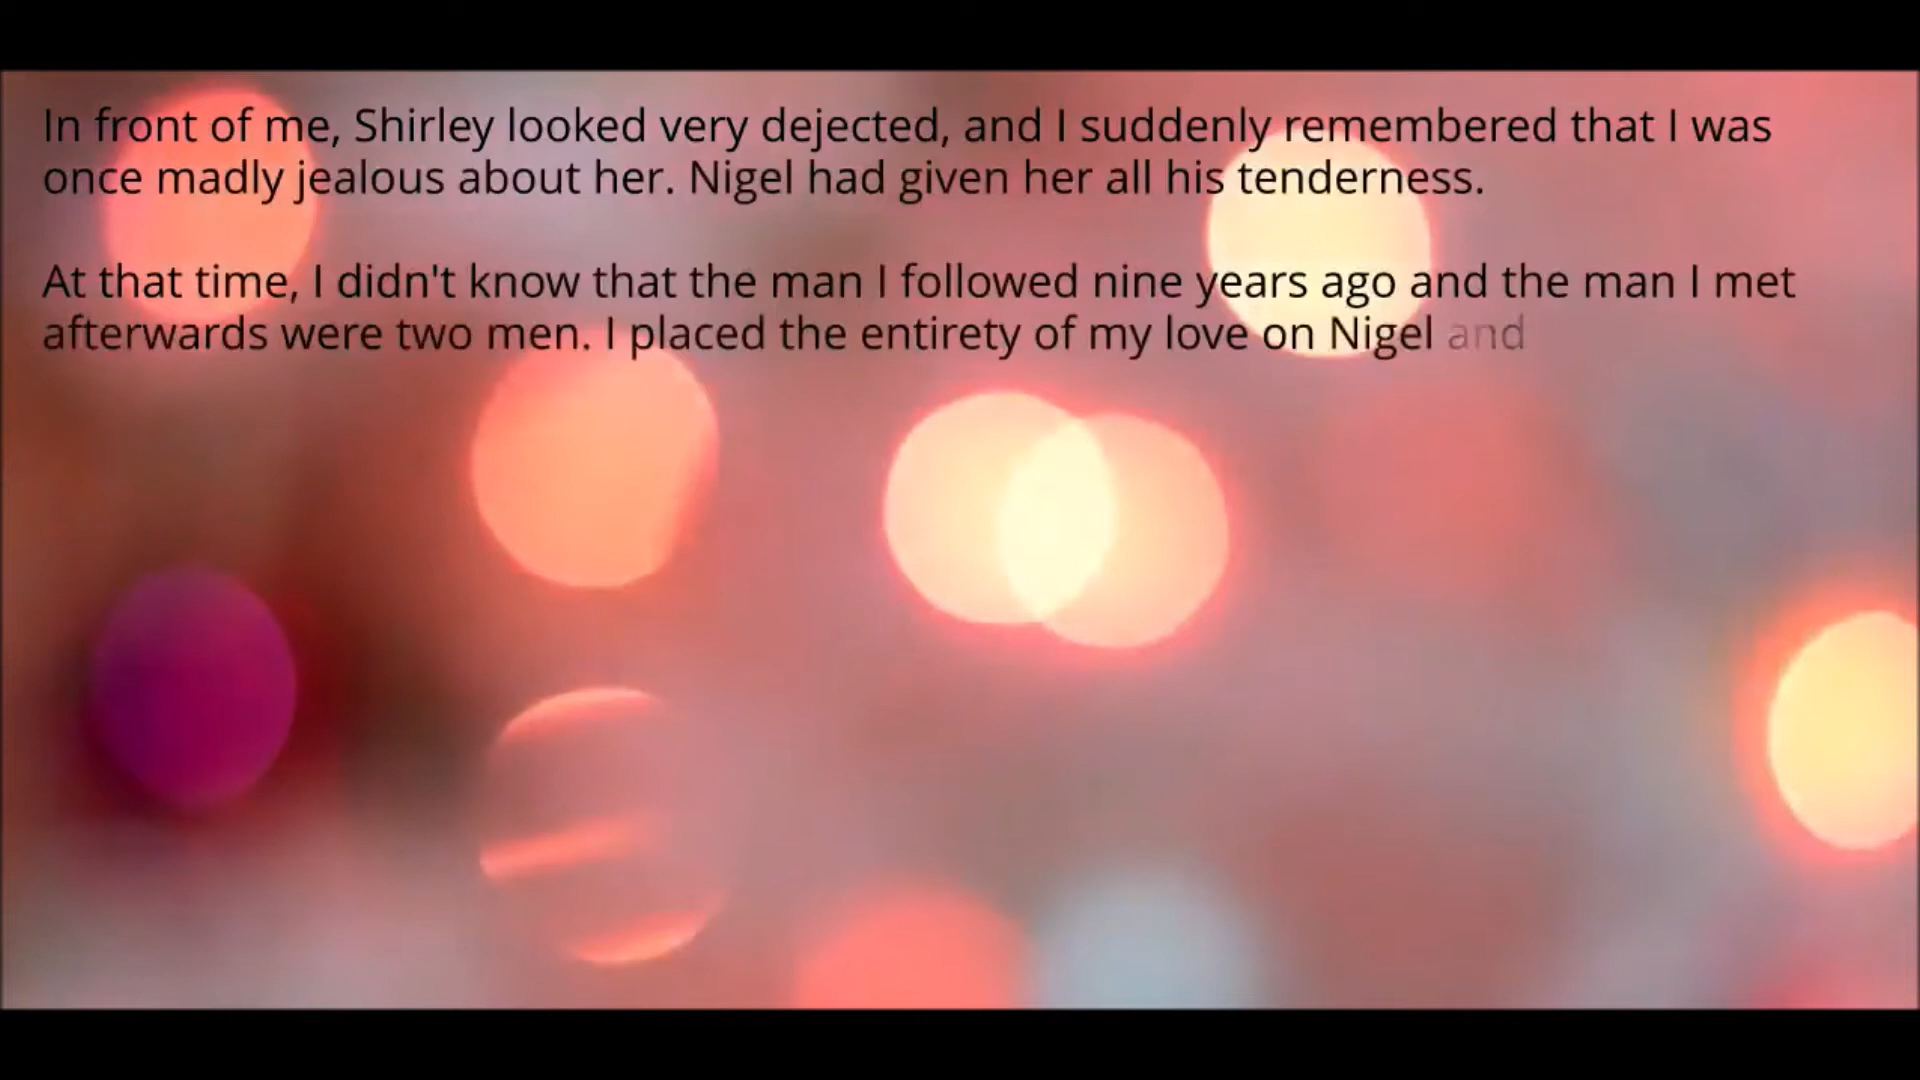 In front of me, Shirley looked very dejected, and I suddenly remembered that I was
once madly jealous about her. Nigel had given her all his tenderness.
At that time, I didn't know that the man I followed nine years ago and the man I met
afterwards were two men. I placed the entirety of my love on Nigel and